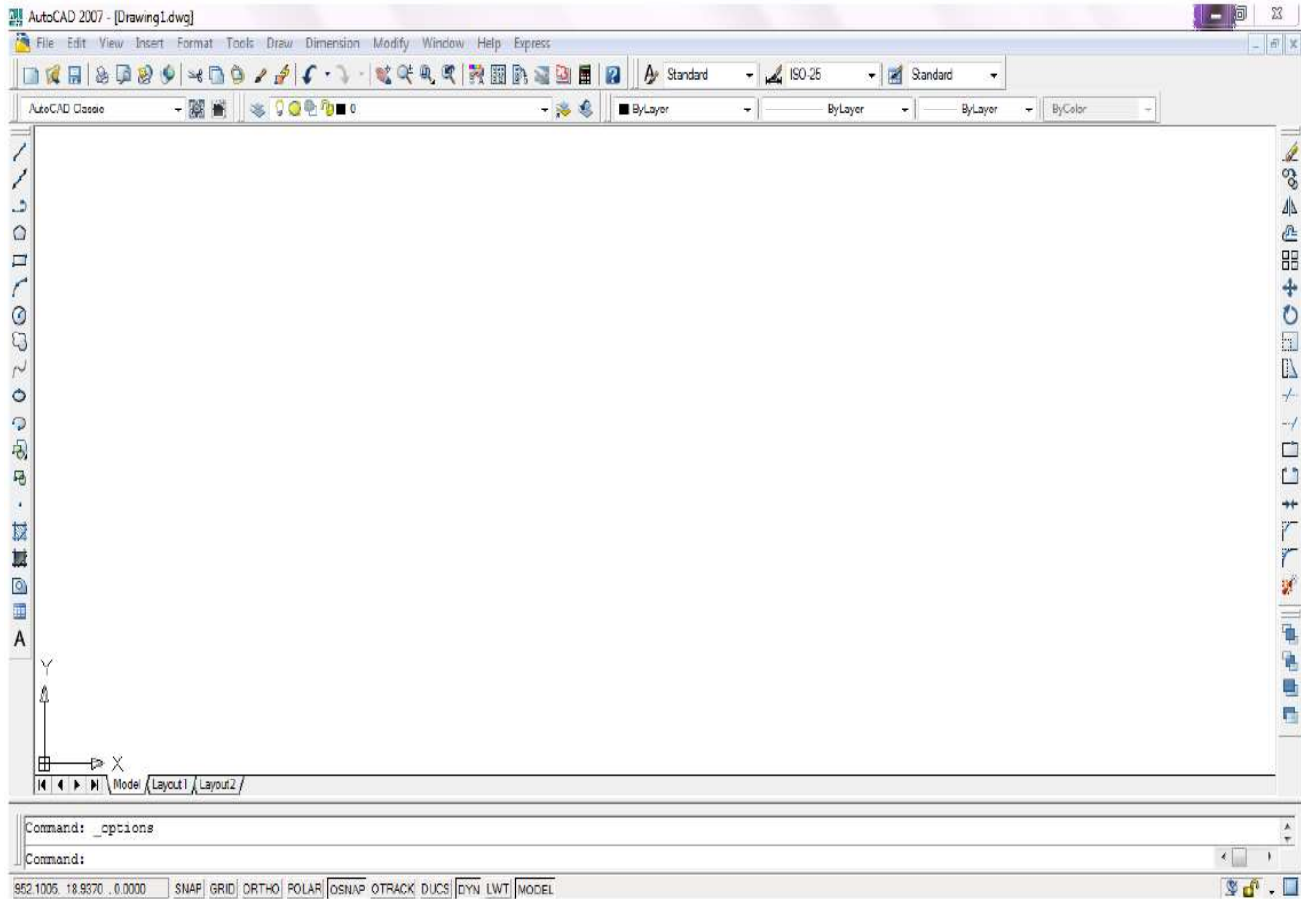 AutoCAD 2007 - [Drawing1.dwg]
File Edit View Insert Format Tools Draw Dimension Modify Window Help Express
Standard ISO-25 Standard
AutoCAD Classic 0 ByLayer ByLayer ByLayer ByColor
A
Y
X
Model Layout1 Layout2
Command: _options
Command:
952.1005, 18.9370 , 0.0000 SNAP GRID ORTHO POLAR OSNAP OTRACK DUCS DYN LWT MODEL